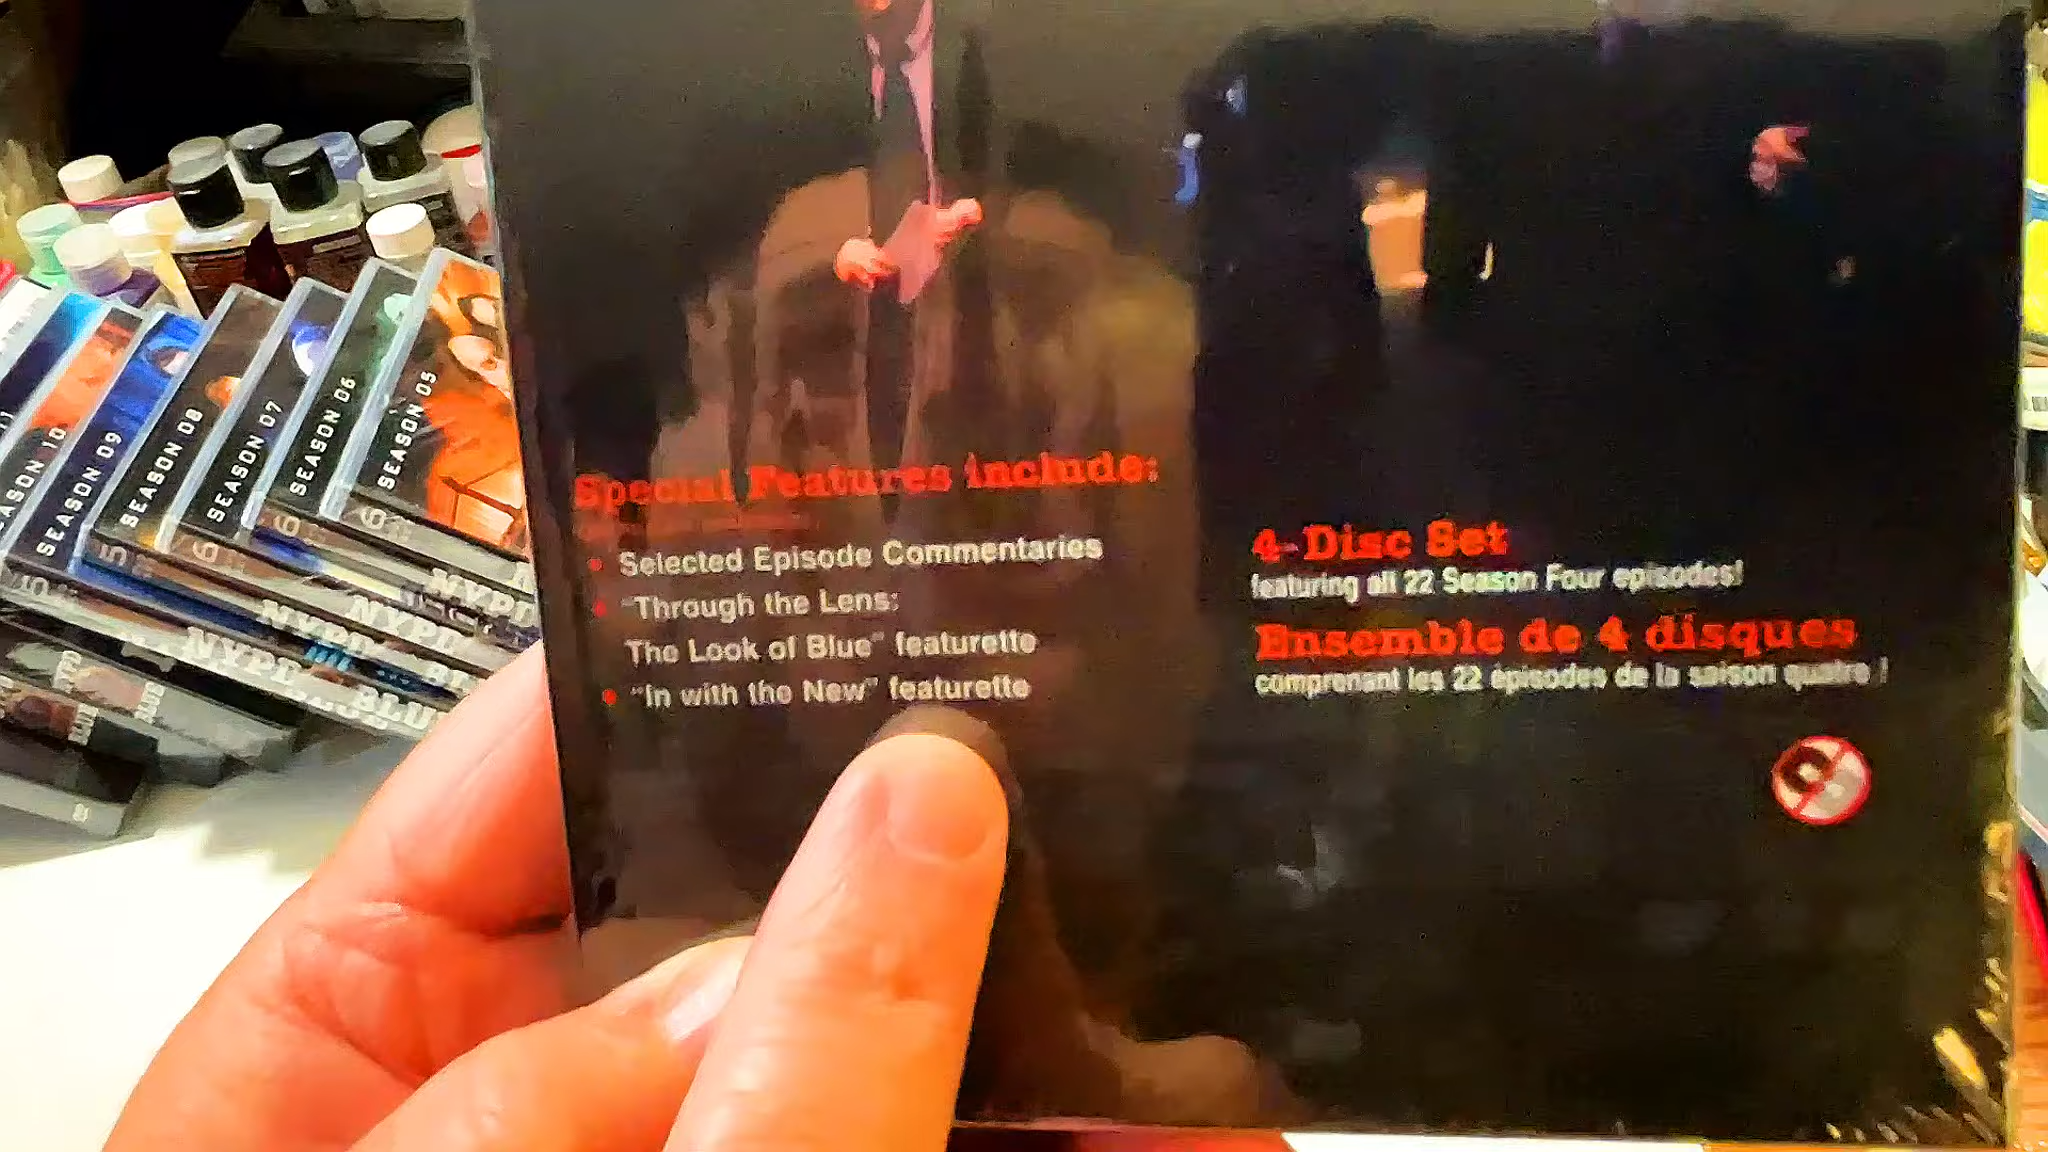 Special Features include:
• Selected Episode Commentaries
• "Through the Lens:
The Look of Blue" featurette
• "In with the New" featurette
4-Disc Set
featuring all 22 Season Four episodes!
Ensemble de 4 disques
comprenant les 22 épisodes de la saison quatre !
SEASON 10
SEASON 09
SEASON 08
SEASON 07
SEASON 06
SEASON 05
NYPD
NYPD
NYPD
NYPD BLUE